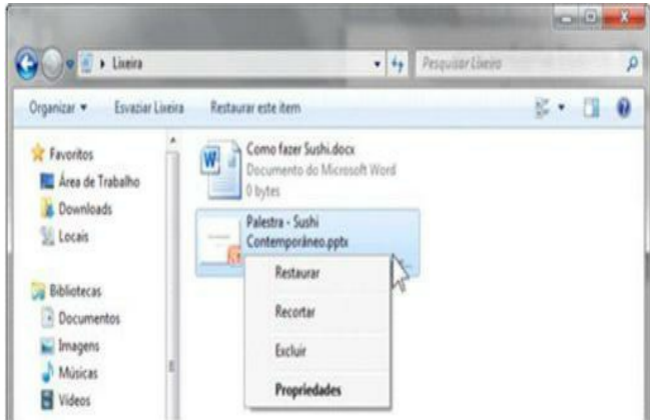 Lixeira
Pesquisar Lixeira
Organizar
Esvaziar Lixeira
Restaurar este item
Favoritos
Área de Trabalho
Downloads
Locais
Bibliotecas
Documentos
Imagens
Músicas
Vídeos
Como fazer Sushi.docx
Documento do Microsoft Word
0 bytes
Palestra - Sushi
Contemporâneo.pptx
Restaurar
Recortar
Excluir
Propriedades